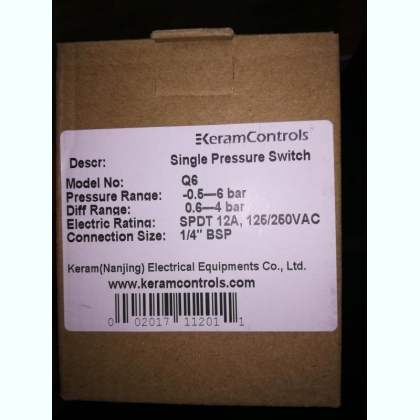 KeramControls
Descr: Single Pressure Switch
Model No: Q6
Pressure Range: -0.5—6 bar
Diff Range: 0.6—4 bar
Electric Rating: SPDT 12A, 125/250VAC
Connection Size: 1/4" BSP
Keram(Nanjing) Electrical Equipments Co., Ltd.
www.keramcontrols.com
0 02017 11201 1